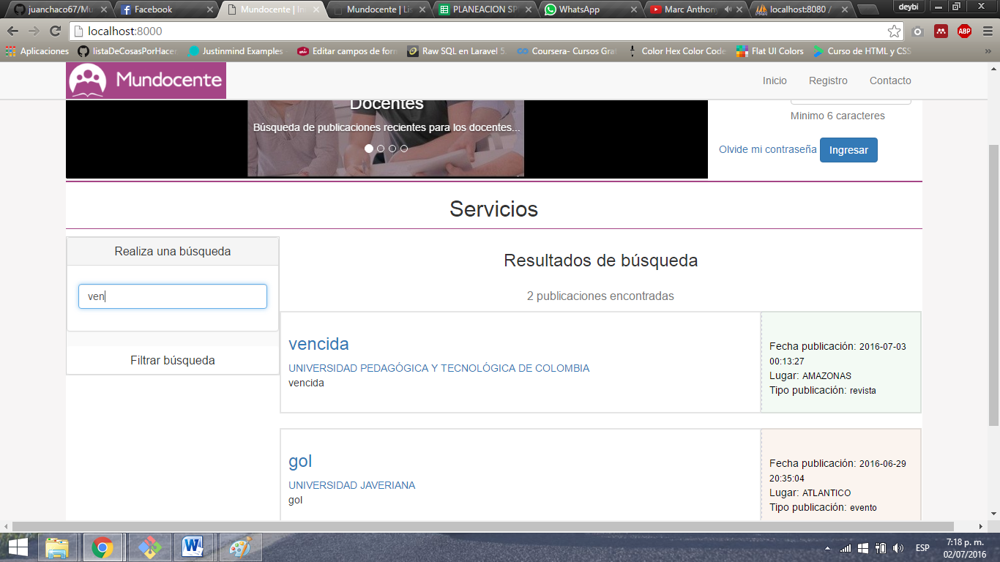 juanchaco67/Mu
Facebook
Mundocente | In
Mundocente | Lis
PLANEACION SP
WhatsApp
Marc Anthony
localhost:8080 /
deybi
localhost:8000
ABP
Aplicaciones
listaDeCosasPorHacer
Justinmind Examples
Editar campos de form
Raw SQL en Laravel 5.
Coursera- Cursos Grat
Color Hex Color Code
Flat UI Colors
Curso de HTML y CSS
»
Mundocente
Inicio
Registro
Contacto
Docentes
Búsqueda de publicaciones recientes para los docentes...
Minimo 6 caracteres
Olvide mi contraseña
Ingresar
Servicios
Realiza una búsqueda
ven
Filtrar búsqueda
Resultados de búsqueda
2 publicaciones encontradas
vencida
UNIVERSIDAD PEDAGÓGICA Y TECNOLÓGICA DE COLOMBIA
vencida
Fecha publicación: 2016-07-03
00:13:27
Lugar: AMAZONAS
Tipo publicación: revista
gol
UNIVERSIDAD JAVERIANA
gol
Fecha publicación: 2016-06-29
20:35:04
Lugar: ATLANTICO
Tipo publicación: evento
ESP
7:18 p. m.
02/07/2016